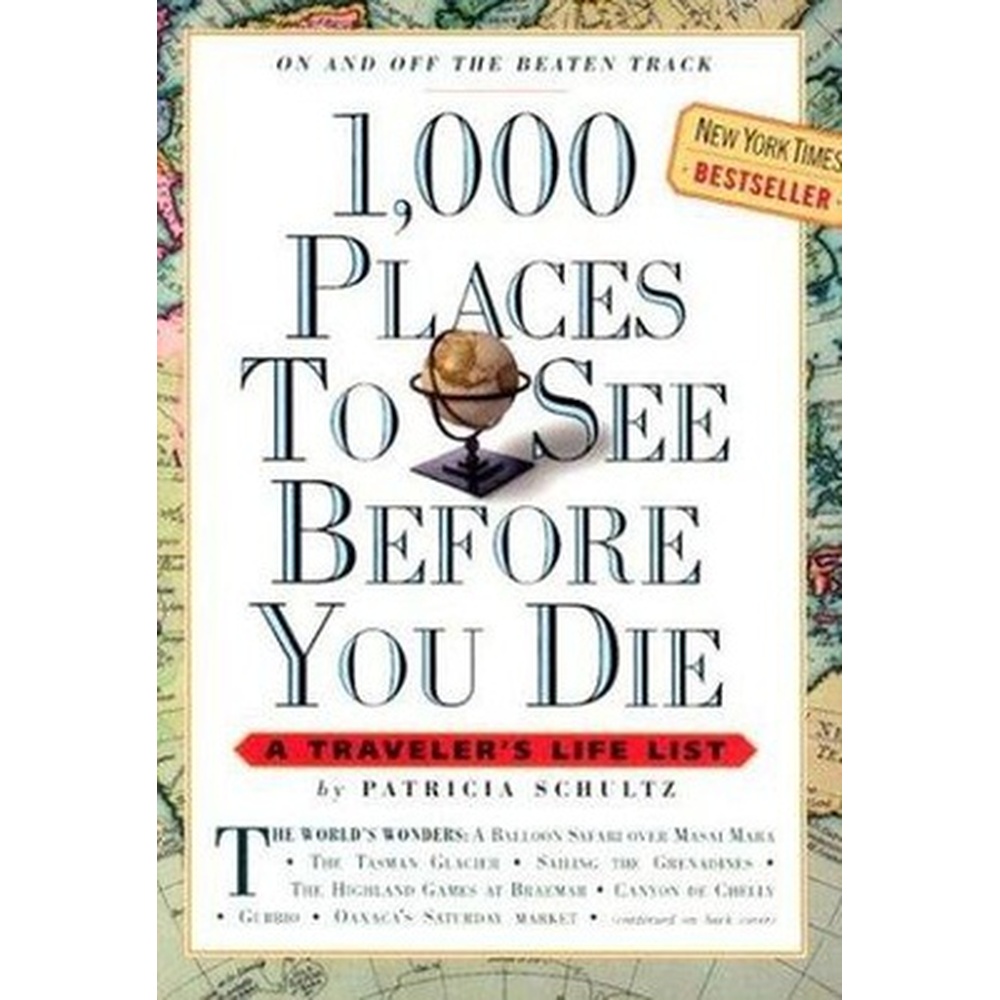 ON AND OFF THE BEATEN TRACK
1,000
NEW YORK TIMES
BESTSELLER
PLACES
TO SEE
BEFORE
YOU DIE
A TRAVELER'S LIFE LIST
by PATRICIA SCHULTZ
THE WORLD'S WONDERS: A BALLOON SAFARI OVER MASAI MARA
• THE TASMAN GLACIER • SAILING THE GRENADINES •
THE HIGHLAND GAMES AT BRAEMAR • CANYON DE CHELLY
• GUBBIO • OAXACA'S SATURDAY MARKET • (continued on back cover)